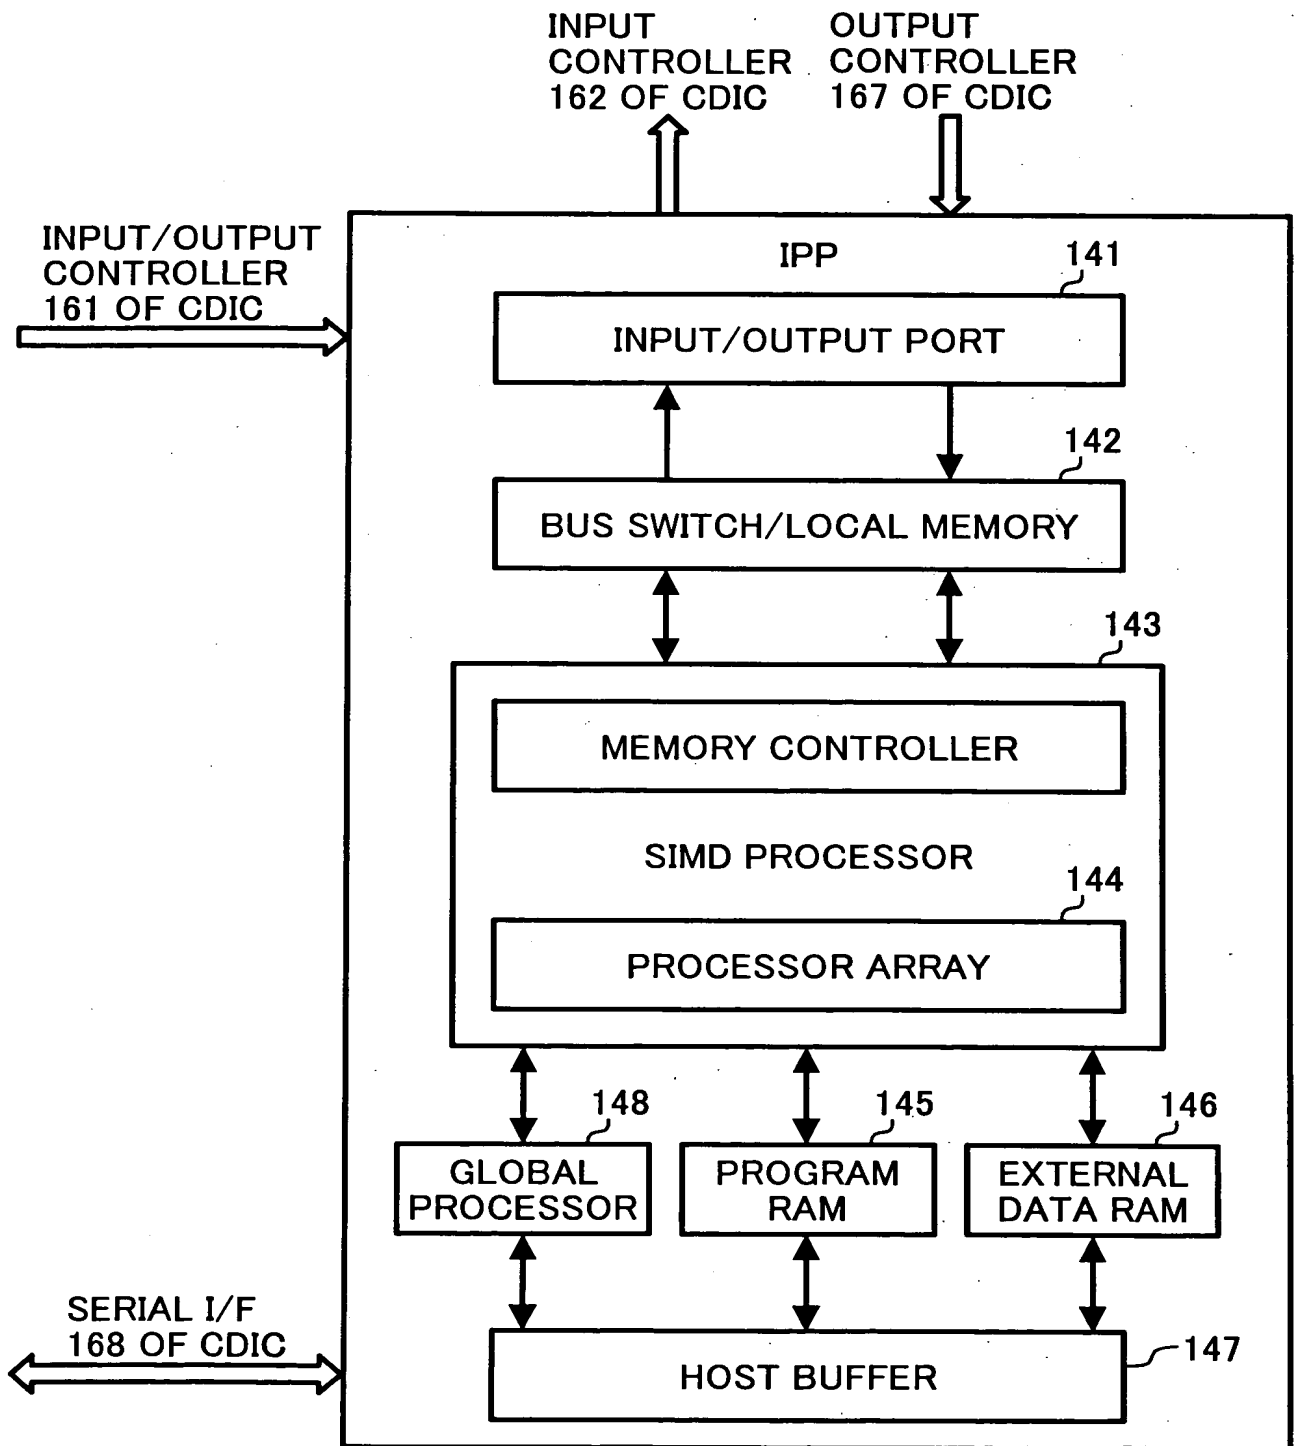 INPUT
CONTROLLER
162 OF CDIC
OUTPUT
CONTROLLER
167 OF CDIC
INPUT/OUTPUT
CONTROLLER
161 OF CDIC
IPP
141
INPUT/OUTPUT PORT
142
BUS SWITCH/LOCAL MEMORY
143
MEMORY CONTROLLER
SIMD PROCESSOR
144
PROCESSOR ARRAY
148
GLOBAL
PROCESSOR
145
PROGRAM
RAM
146
EXTERNAL
DATA RAM
SERIAL I/F
168 OF CDIC
HOST BUFFER
147